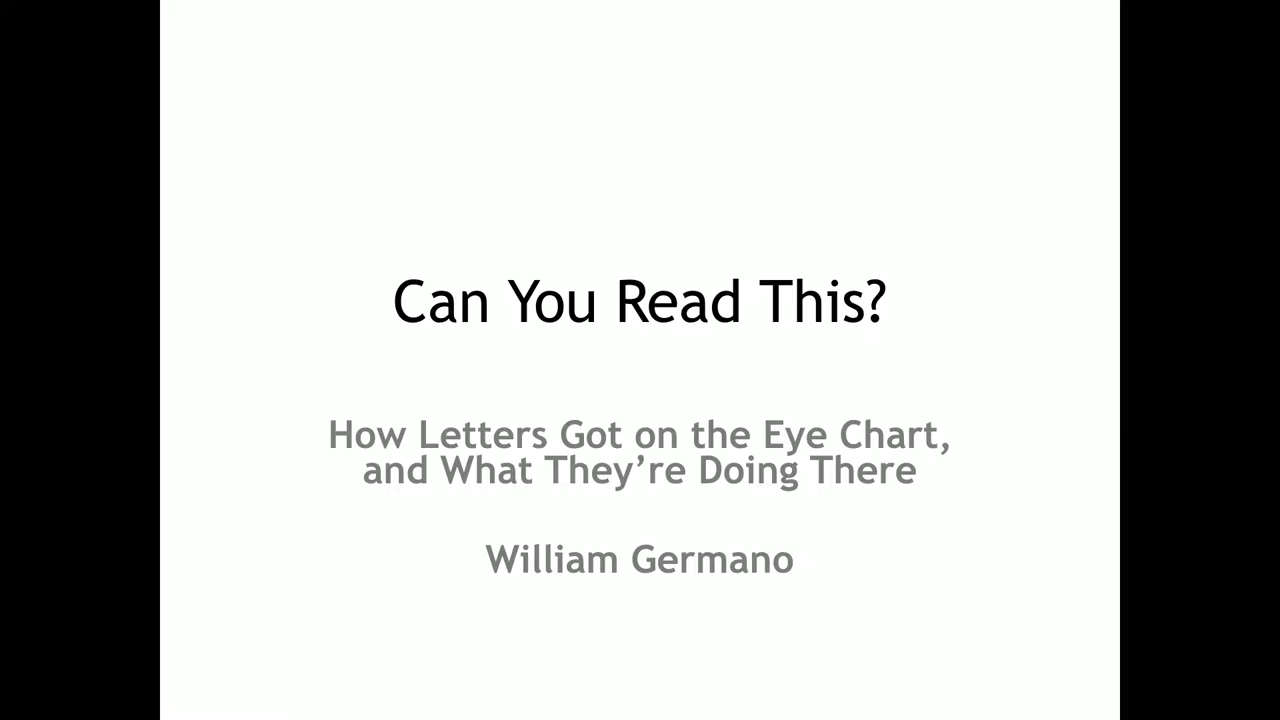 Can You Read This?
How Letters Got on the Eye Chart,
and What They’re Doing There
William Germano